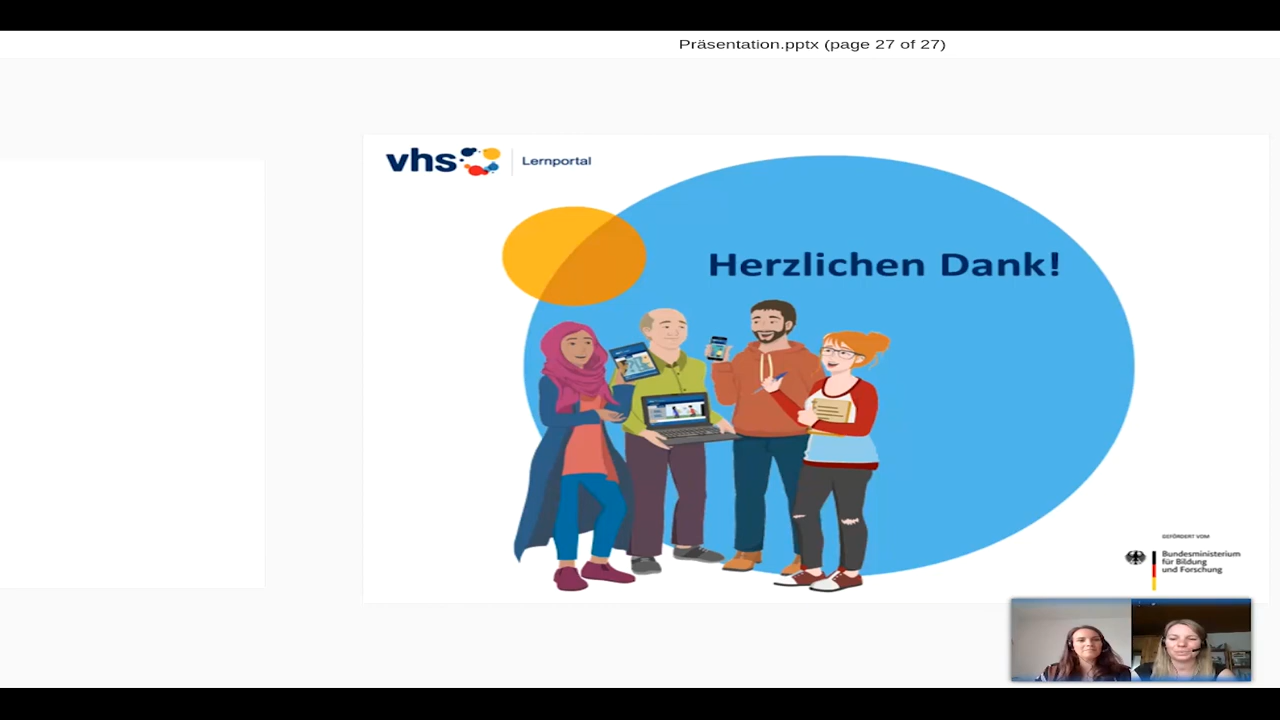 Präsentation.pptx (page 27 of 27)
vhs Lernportal
Herzlichen Dank!
GEFÖRDERT VOM
Bundesministerium
für Bildung
und Forschung